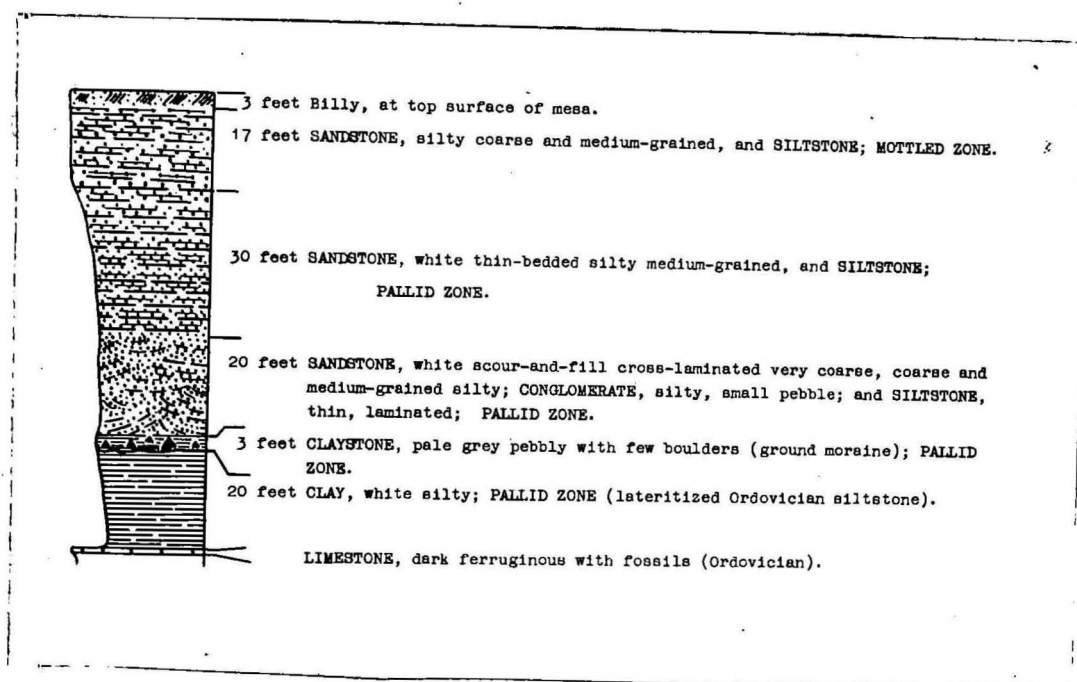 3 feet Billy, at top surface of mesa.
17 feet SANDSTONE, silty coarse and medium-grained, and SILTSTONE; MOTTLED ZONE.
30 feet SANDSTONE, white thin-bedded silty medium-grained, and SILTSTONE;
PALLID ZONE.
20 feet SANDSTONE, white scour-and-fill cross-laminated very coarse, coarse and
medium-grained silty; CONGLOMERATE, silty, small pebble; and SILTSTONE,
thin, laminated; PALLID ZONE.
3 feet CLAYSTONE, pale grey pebbly with few boulders (ground moraine); PALLID
ZONE.
20 feet CLAY, white silty; PALLID ZONE (lateritized Ordovician siltstone).
LIMESTONE, dark ferruginous with fossils (Ordovician).